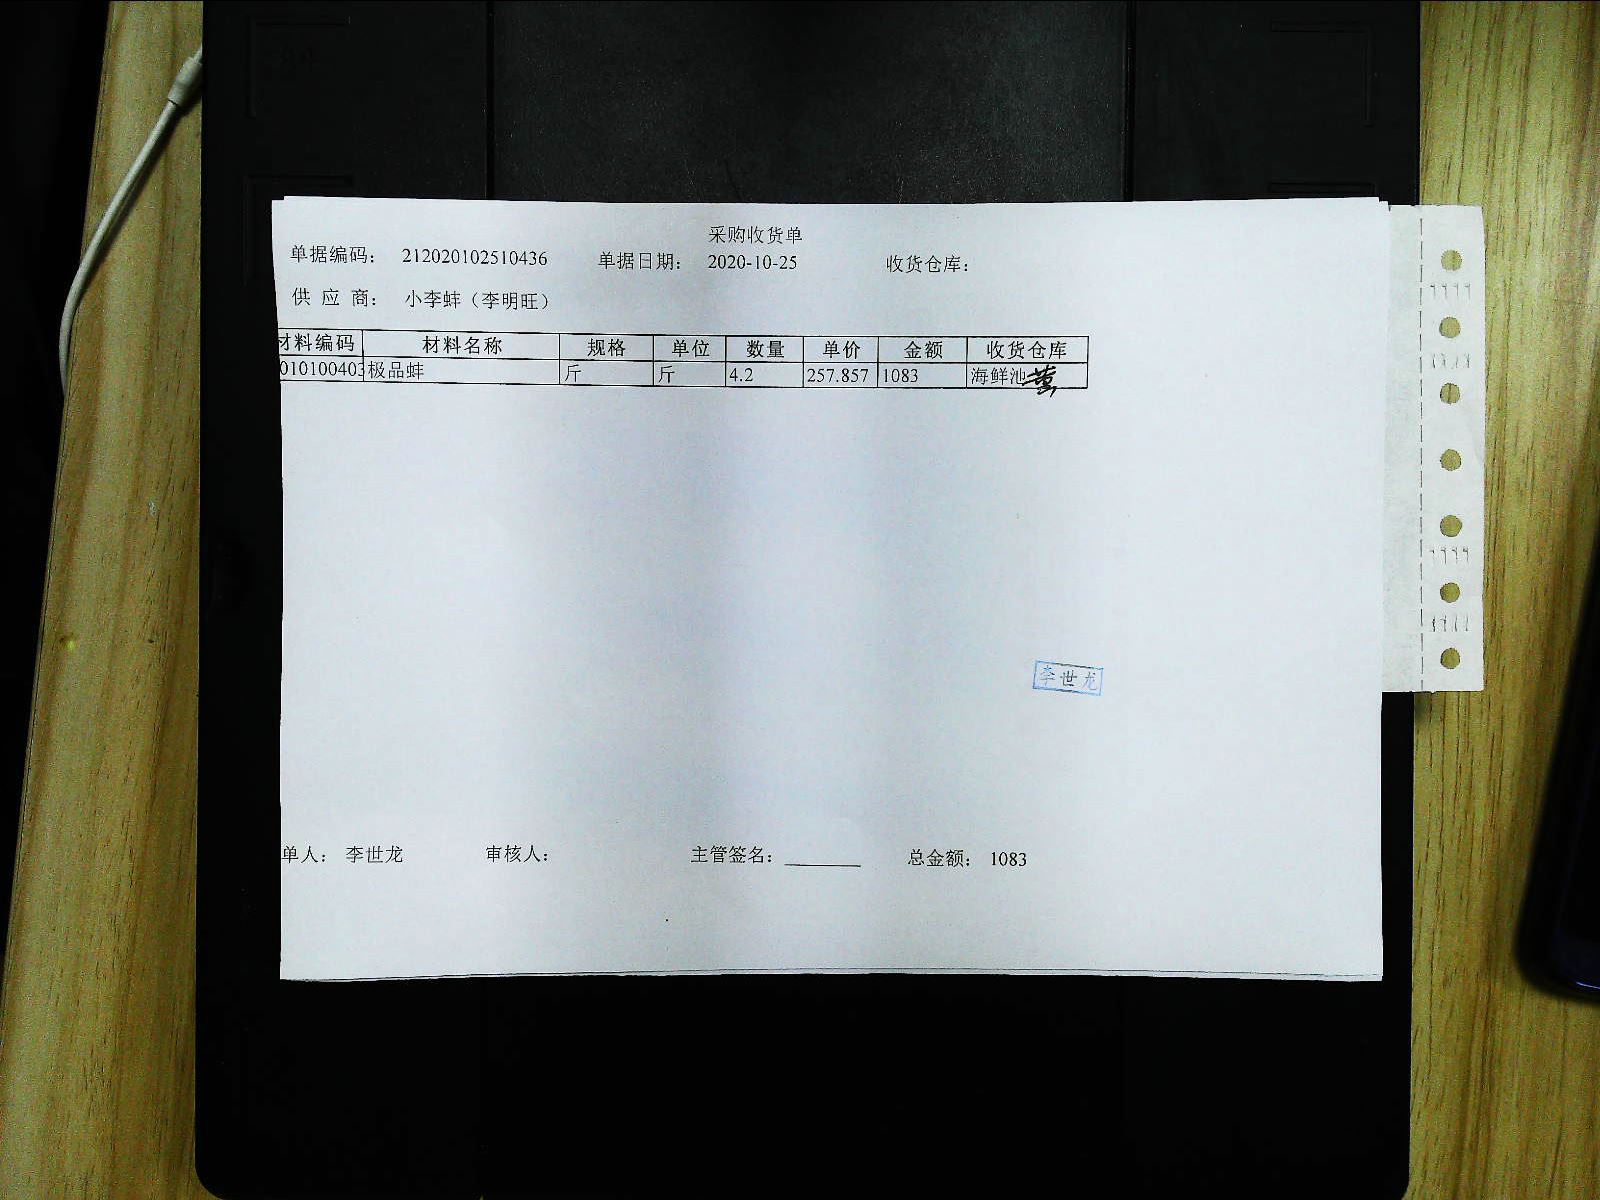 采购收货单
单据编码： 212020102510436 单据日期： 2020-10-25 收货仓库：
供 应 商： 小李蚌（李明旺）
材料编码 材料名称 规格 单位 数量 单价 金额 收货仓库
010100403 极品蚌 斤 斤 4.2 257.857 1083 海鲜池
李世龙
单人： 李世龙 审核人： 主管签名： 总金额： 1083